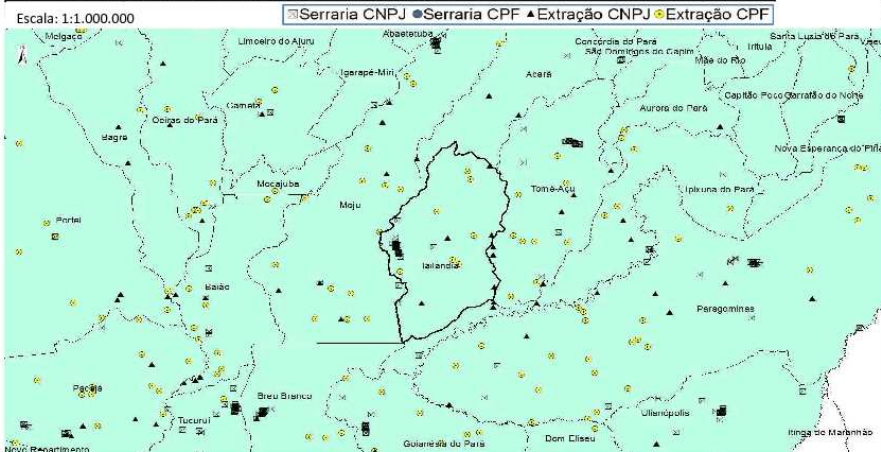 Escala: 1:1.000.000
Serraria CNPJ Serraria CPF Extração CNPJ Extração CPF
Melgaço
Limoeiro do Ajuru
Abaetetuba
Concórdia do Pará
Santa Luzia do Pará
Irituia
São Domingos do Capim
Mãe do Rio
Igarapé-Miri
Acará
Capitão Poço
Garrafão do Norte
Cametá
Aurora do Pará
Oeiras do Pará
Bagre
Nova Esperança do
Mocajuba
Tomé-Açu
Ipixuna do Pará
Moju
Portel
Tailândia
Baião
Paragominas
Pacajá
Breu Branco
Tucuruí
Ulianópolis
Goianésia do Pará
Dom Eliseu
Itinga do Maranhão
Novo Repartimento